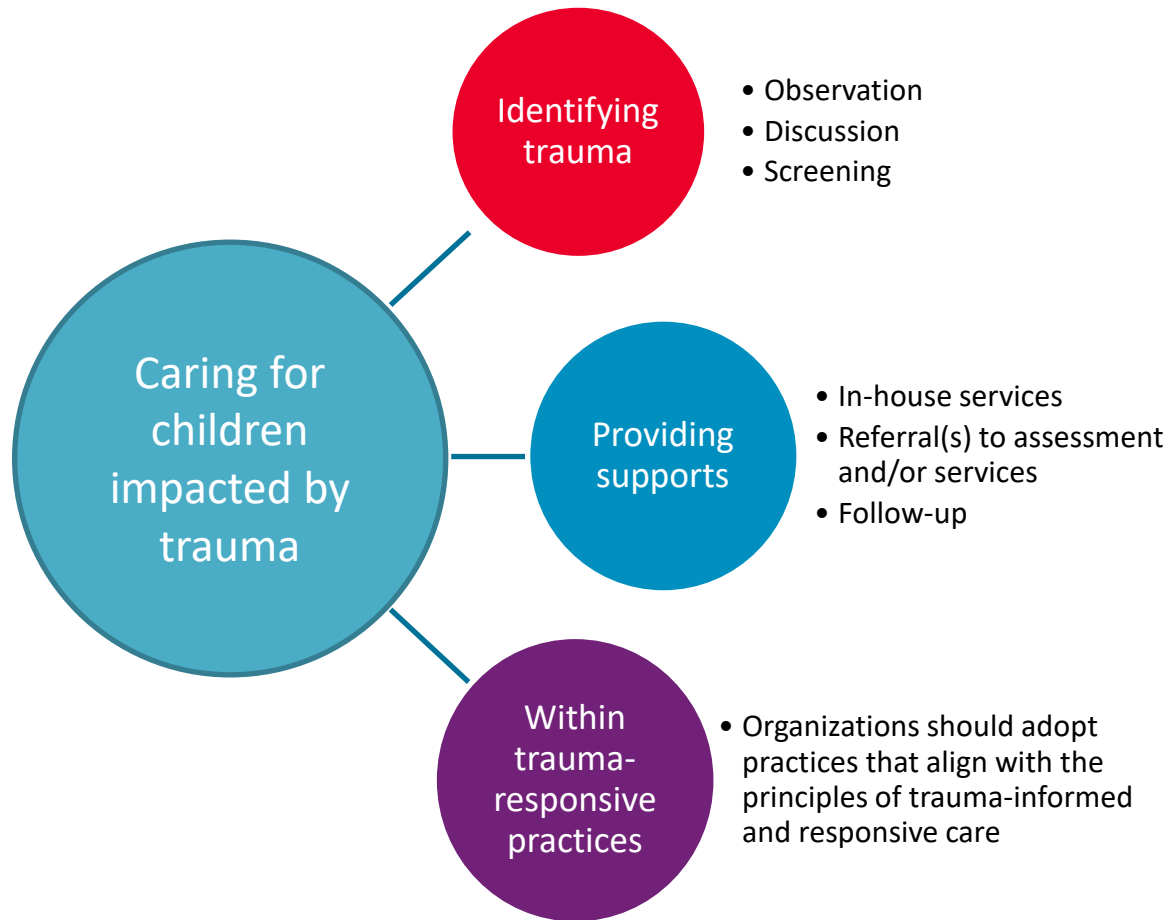 Identifying
trauma
• Observation
• Discussion
• Screening
Caring for
children
impacted by
trauma
Providing
supports
• In-house services
• Referral(s) to assessment
and/or services
• Follow-up
Within
trauma-
responsive
practices
• Organizations should adopt
practices that align with the
principles of trauma-informed
and responsive care